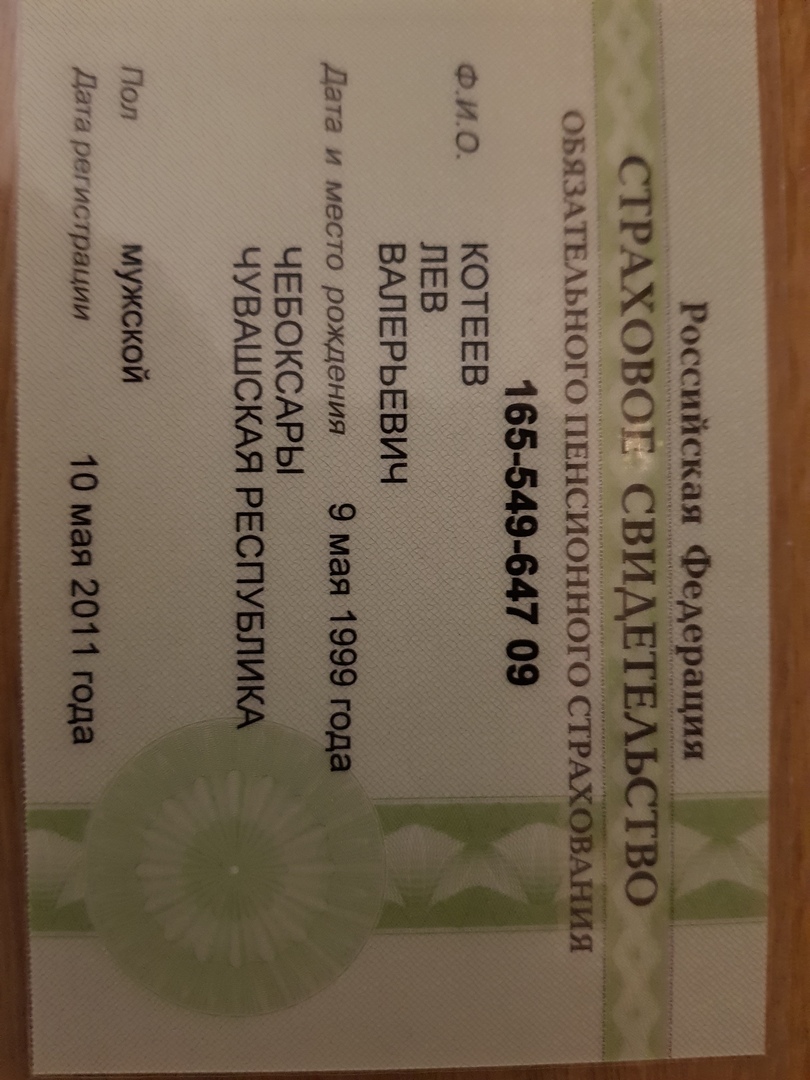 Российская Федерация
СТРАХОВОЕ СВИДЕТЕЛЬСТВО
ОБЯЗАТЕЛЬНОГО ПЕНСИОННОГО СТРАХОВАНИЯ
165-549-647 09
Ф.И.О. КОТЕЕВ
ЛЕВ
ВАЛЕРЬЕВИЧ
Дата и место рождения 9 мая 1999 года
ЧЕБОКСАРЫ
ЧУВАШСКАЯ РЕСПУБЛИКА
Пол мужской
Дата регистрации 10 мая 2011 года